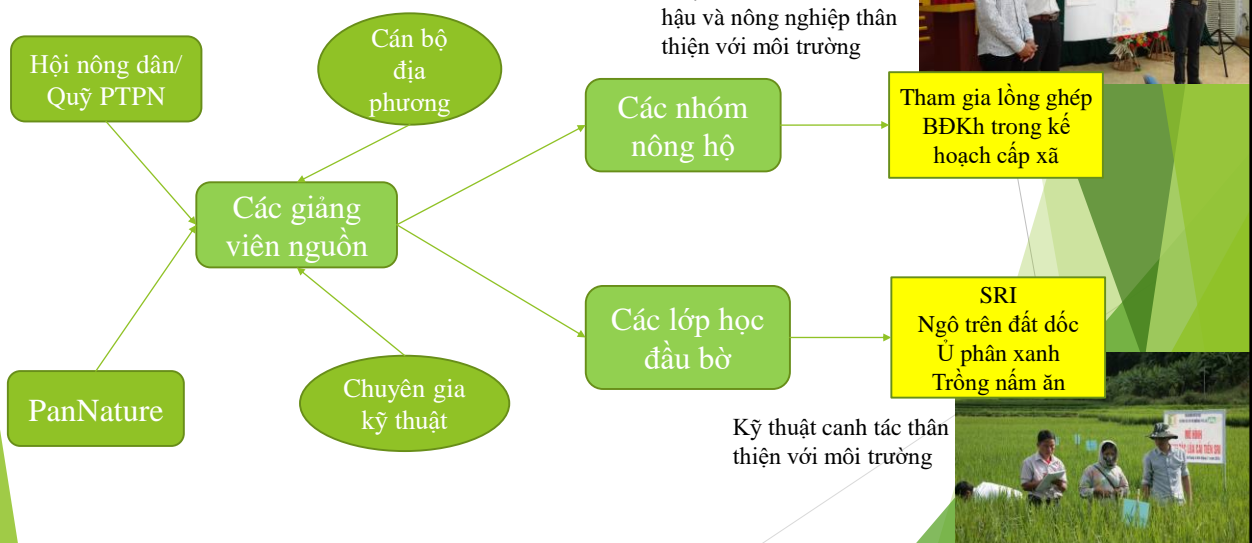 hậu và nông nghiệp thân
thiện với môi trường
Hội nông dân/
Quỹ PTPN
Cán bộ
địa
phương
Các nhóm
nông hộ
Tham gia lồng ghép
BĐKh trong kế
hoạch cấp xã
Các giảng
viên nguồn
Các lớp học
đầu bờ
SRI
Ngô trên đất dốc
Ủ phân xanh
Trồng nấm ăn
PanNature
Chuyên gia
kỹ thuật
Kỹ thuật canh tác thân
thiện với môi trường
MÔ HÌNH